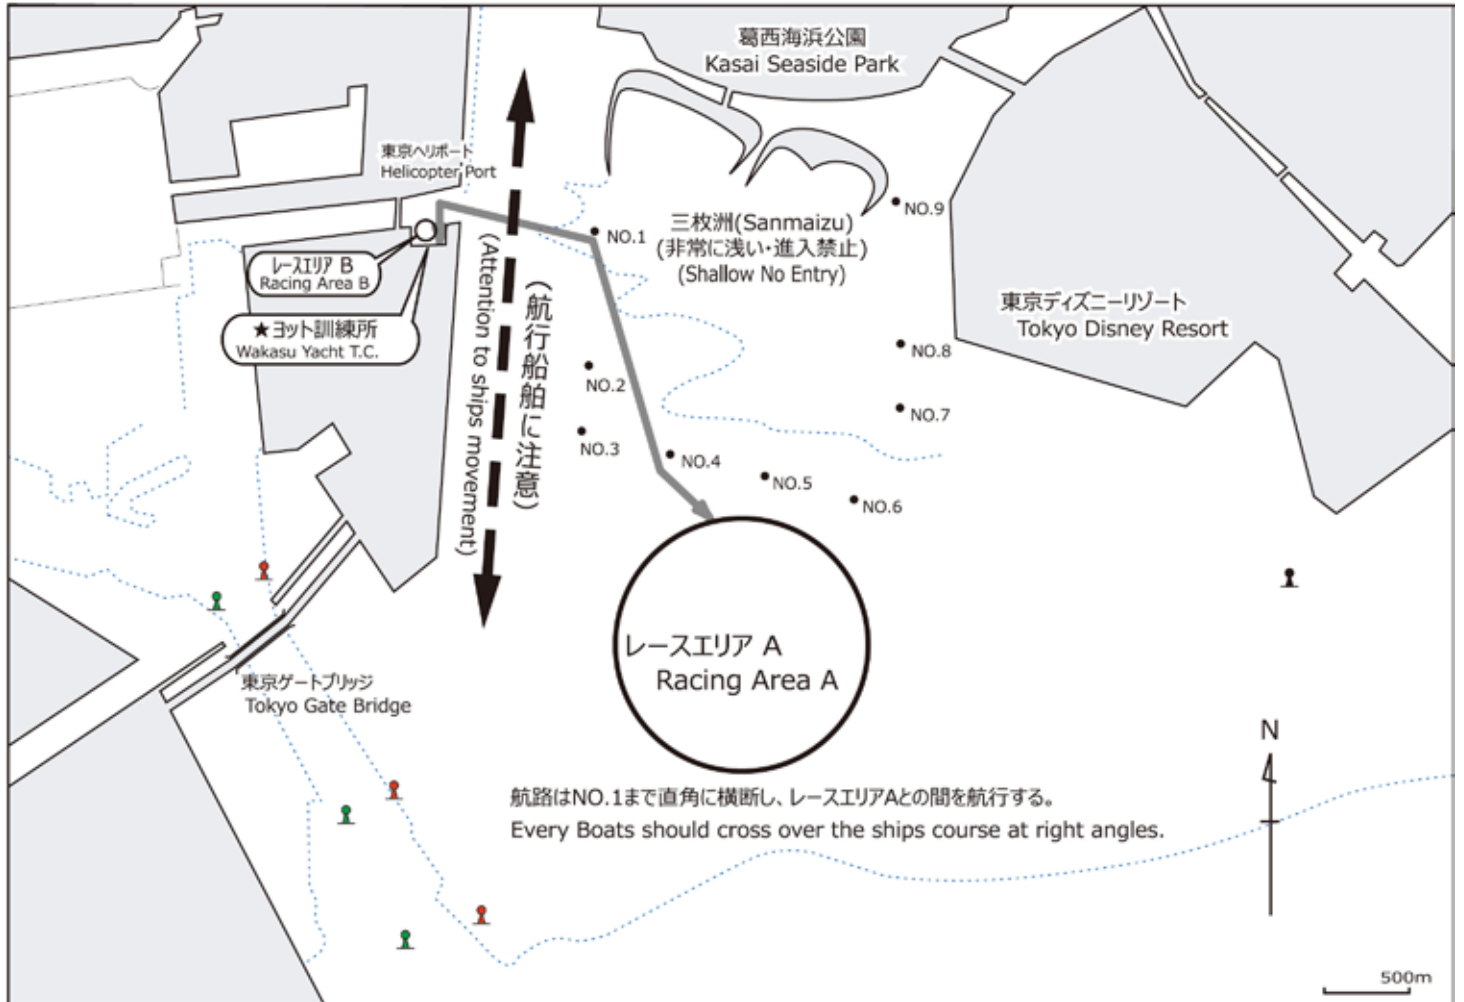 葛西海浜公園
Kasai Seaside Park
東京ヘリポート
Helicopter Port
NO.9
三枚洲(Sanmaizu)
(非常に浅い・進入禁止)
(Shallow No Entry)
NO.1
レースエリア B
Racing Area B
★ヨット訓練所
Wakasu Yacht T.C.
(航行船舶に注意)
(Attention to ships movement)
東京ディズニーリゾート
Tokyo Disney Resort
NO.8
NO.2
NO.7
NO.3
NO.4
NO.5
NO.6
レースエリア A
Racing Area A
東京ゲートブリッジ
Tokyo Gate Bridge
N
航路はNO.1まで直角に横断し、レースエリアAとの間を航行する。
Every Boats should cross over the ships course at right angles.
500m